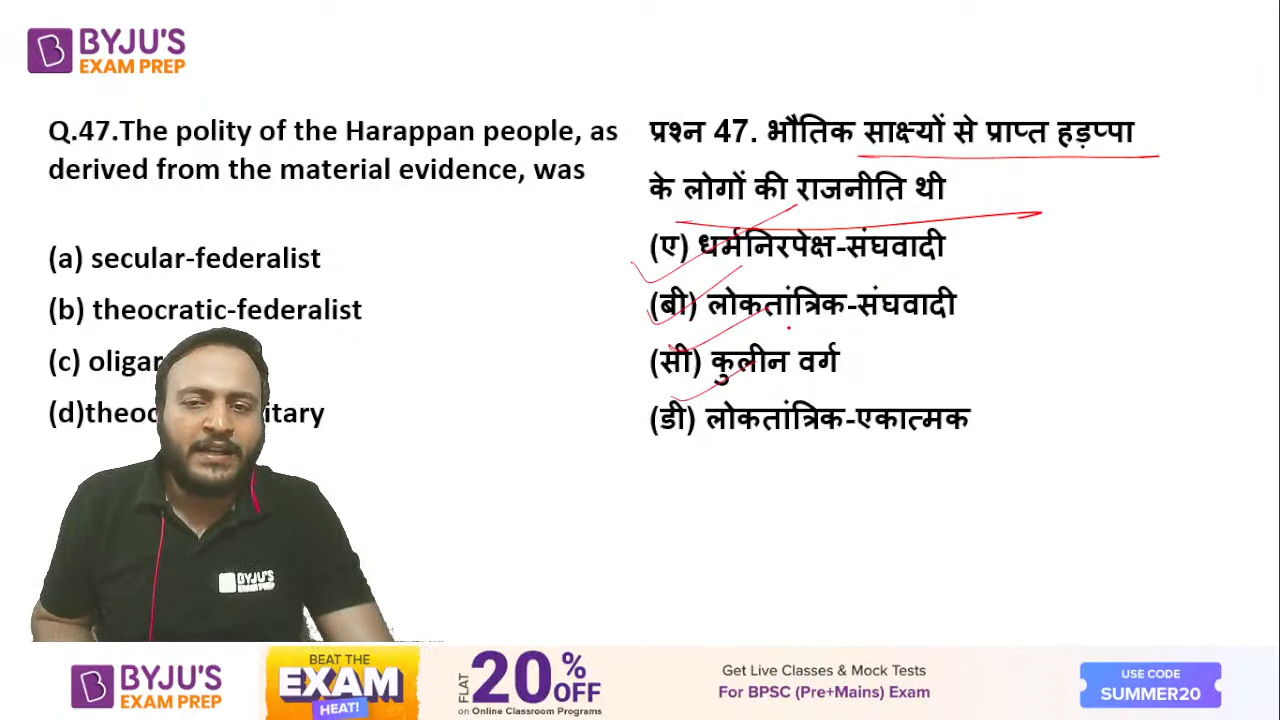 BYJU'S
EXAM PREP
Q.47.The polity of the Harappan people, as
derived from the material evidence, was
(a) secular-federalist
(b) theocratic-federalist
(c) oligar
(d)theoc itary
प्रश्न 47. भौतिक साक्ष्यों से प्राप्त हड़प्पा
के लोगों की राजनीति थी
(ए) धर्मनिरपेक्ष-संघवादी
(बी) लोकतांत्रिक-संघवादी
(सी) कुलीन वर्ग
(डी) लोकतांत्रिक-एकात्मक
BYJU'S
EXAM PREP
BYJU'S
EXAM PREP
BEAT THE
EXAM
HEAT!
FLAT 20% OFF
on Online Classroom Programs
Get Live Classes & Mock Tests
For BPSC (Pre+Mains) Exam
USE CODE
SUMMER20